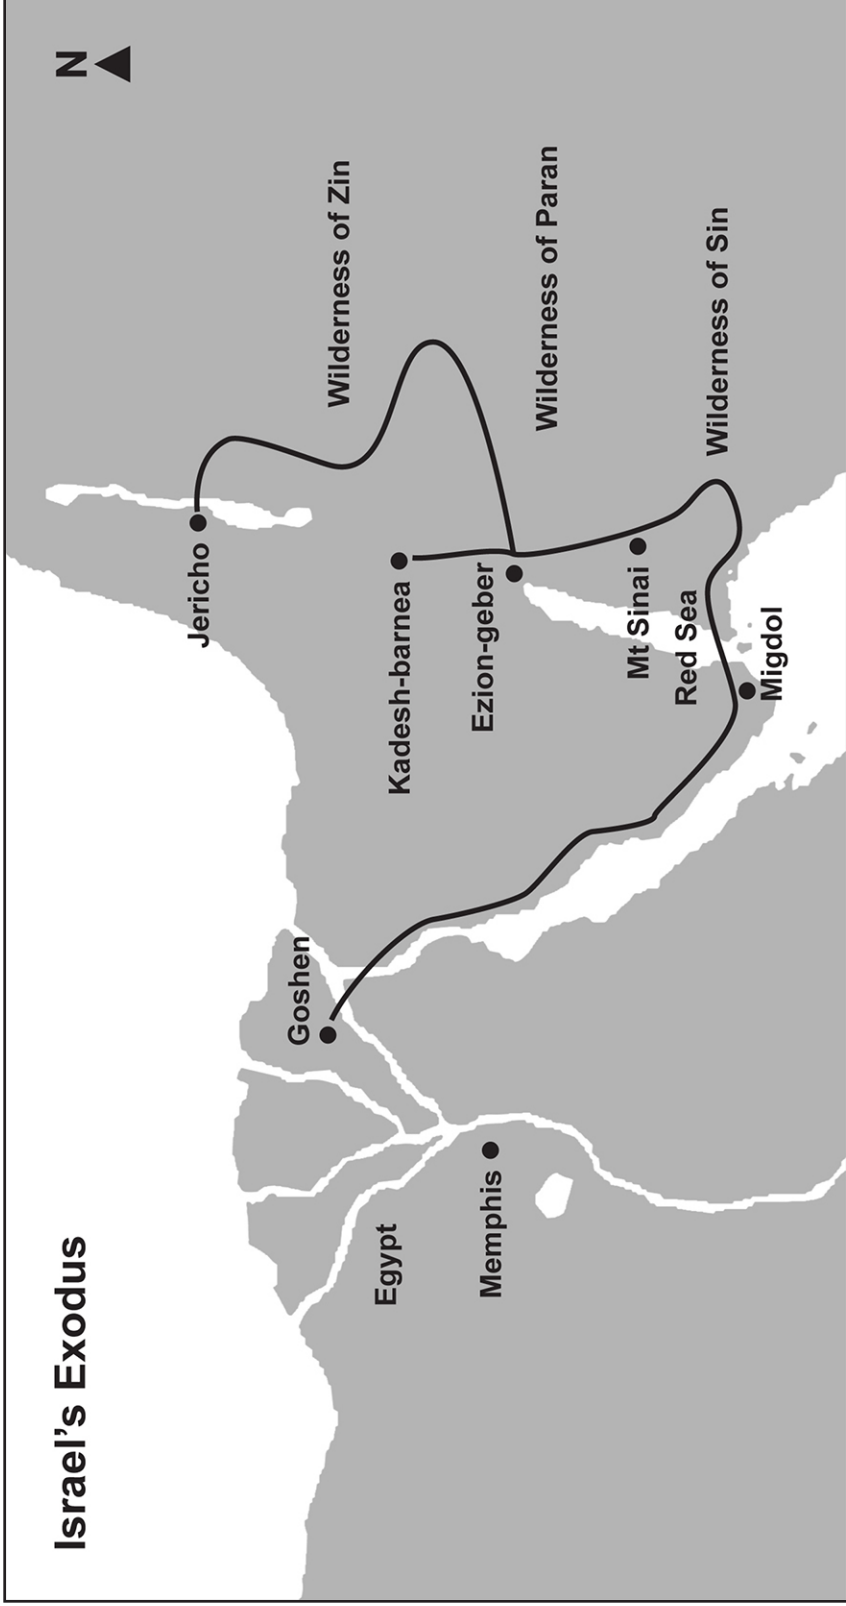 Israel's Exodus
N
Jericho
Goshen
Wilderness of Zin
Egypt
Kadesh-barnea
Memphis
Ezion-geber
Wilderness of Paran
Mt Sinai
Red Sea
Wilderness of Sin
Migdol